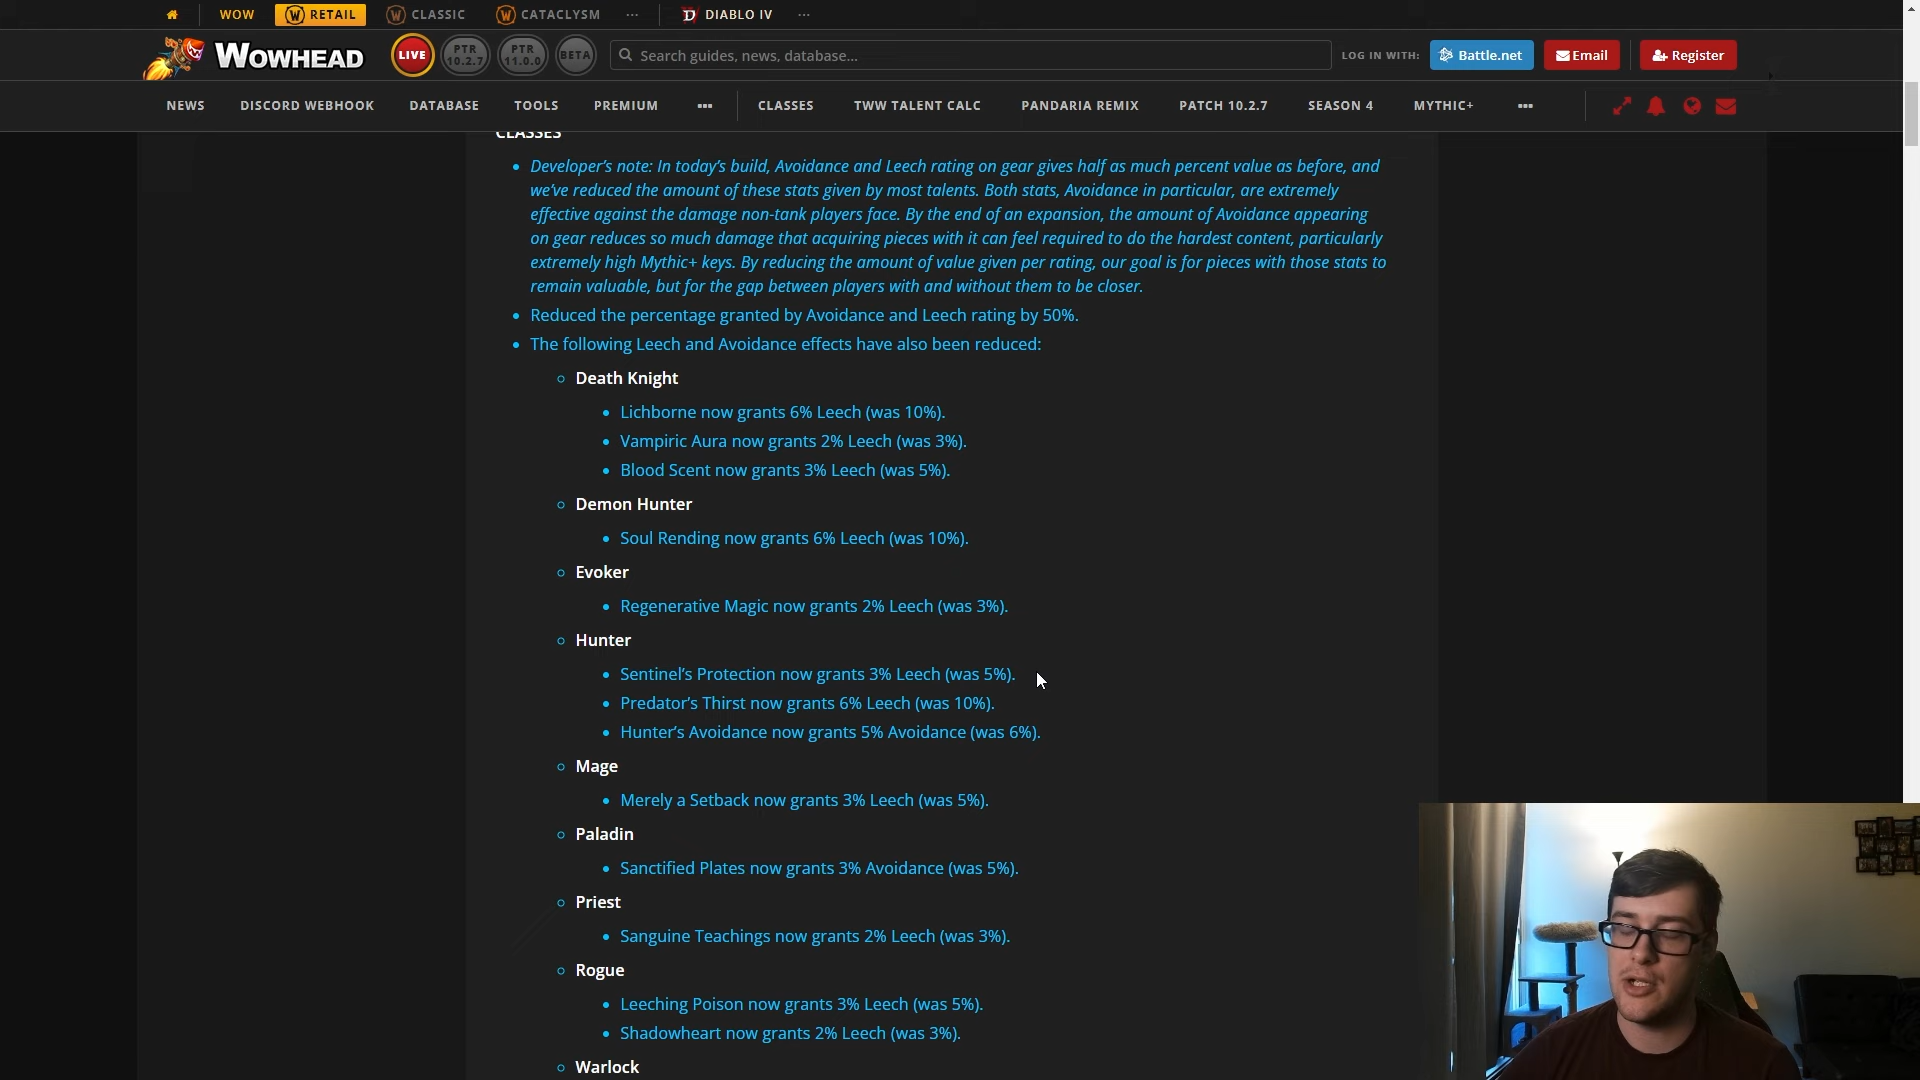 WOW
RETAIL
CLASSIC
CATACLYSM
...
DIABLO IV
...
WOWHEAD
LIVE
PTR
10.2.7
PTR
11.0.0
BETA
Search guides, news, database...
LOG IN WITH:
Battle.net
Email
Register
NEWS
DISCORD WEBHOOK
DATABASE
TOOLS
PREMIUM
...
CLASSES
TWW TALENT CALC
PANDARIA REMIX
PATCH 10.2.7
SEASON 4
MYTHIC+
...
CLASSES
• Developer’s note: In today’s build, Avoidance and Leech rating on gear gives half as much percent value as before, and
we’ve reduced the amount of these stats given by most talents. Both stats, Avoidance in particular, are extremely
effective against the damage non-tank players face. By the end of an expansion, the amount of Avoidance appearing
on gear reduces so much damage that acquiring pieces with it can feel required to do the hardest content, particularly
extremely high Mythic+ keys. By reducing the amount of value given per rating, our goal is for pieces with those stats to
remain valuable, but for the gap between players with and without them to be closer.
• Reduced the percentage granted by Avoidance and Leech rating by 50%.
• The following Leech and Avoidance effects have also been reduced:
○ Death Knight
• Lichborne now grants 6% Leech (was 10%).
• Vampiric Aura now grants 2% Leech (was 3%).
• Blood Scent now grants 3% Leech (was 5%).
○ Demon Hunter
• Soul Rending now grants 6% Leech (was 10%).
○ Evoker
• Regenerative Magic now grants 2% Leech (was 3%).
○ Hunter
• Sentinel’s Protection now grants 3% Leech (was 5%).
• Predator’s Thirst now grants 6% Leech (was 10%).
• Hunter’s Avoidance now grants 5% Avoidance (was 6%).
○ Mage
• Merely a Setback now grants 3% Leech (was 5%).
○ Paladin
• Sanctified Plates now grants 3% Avoidance (was 5%).
○ Priest
• Sanguine Teachings now grants 2% Leech (was 3%).
○ Rogue
• Leeching Poison now grants 3% Leech (was 5%).
• Shadowheart now grants 2% Leech (was 3%).
○ Warlock